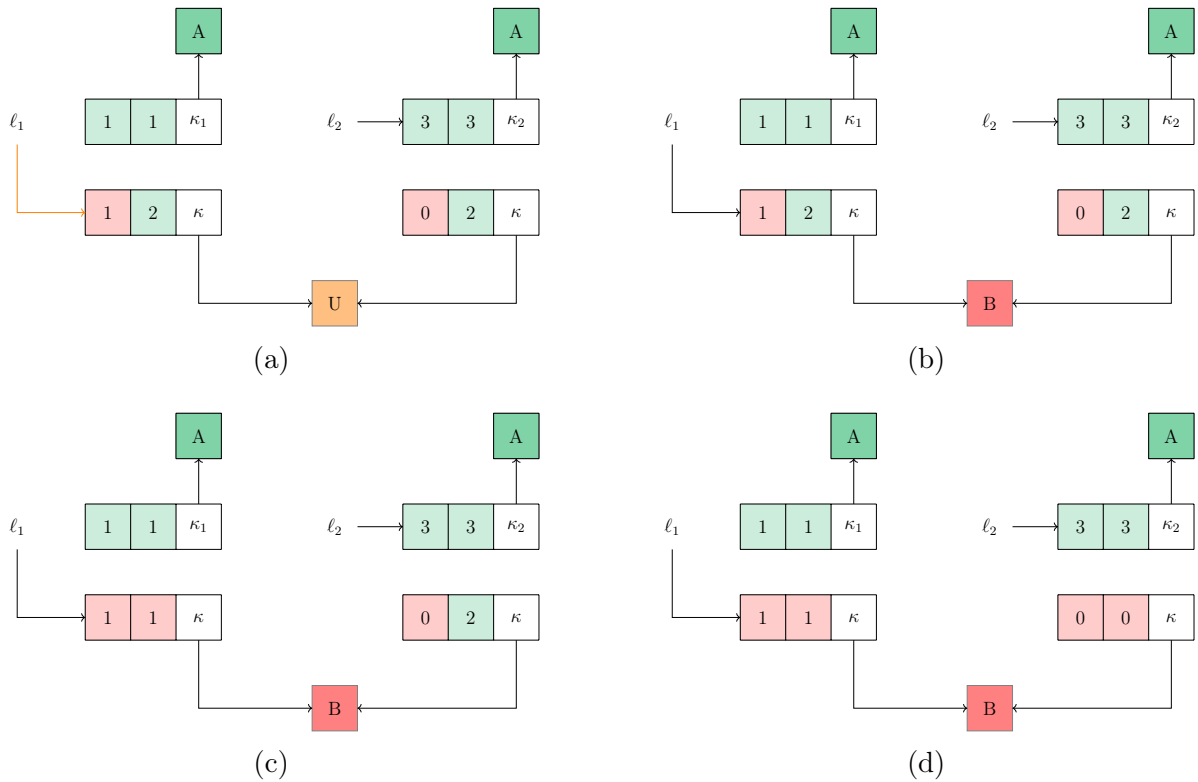 A A A A
ℓ₁ 1 1 κ₁ ℓ₂ 3 3 κ₂ ℓ₁ 1 1 κ₁ ℓ₂ 3 3 κ₂
1 2 κ 0 2 κ 1 2 κ 0 2 κ
U B
(a) (b)
A A A A
ℓ₁ 1 1 κ₁ ℓ₂ 3 3 κ₂ ℓ₁ 1 1 κ₁ ℓ₂ 3 3 κ₂
1 1 κ 0 2 κ 1 1 κ 0 0 κ
B B
(c) (d)